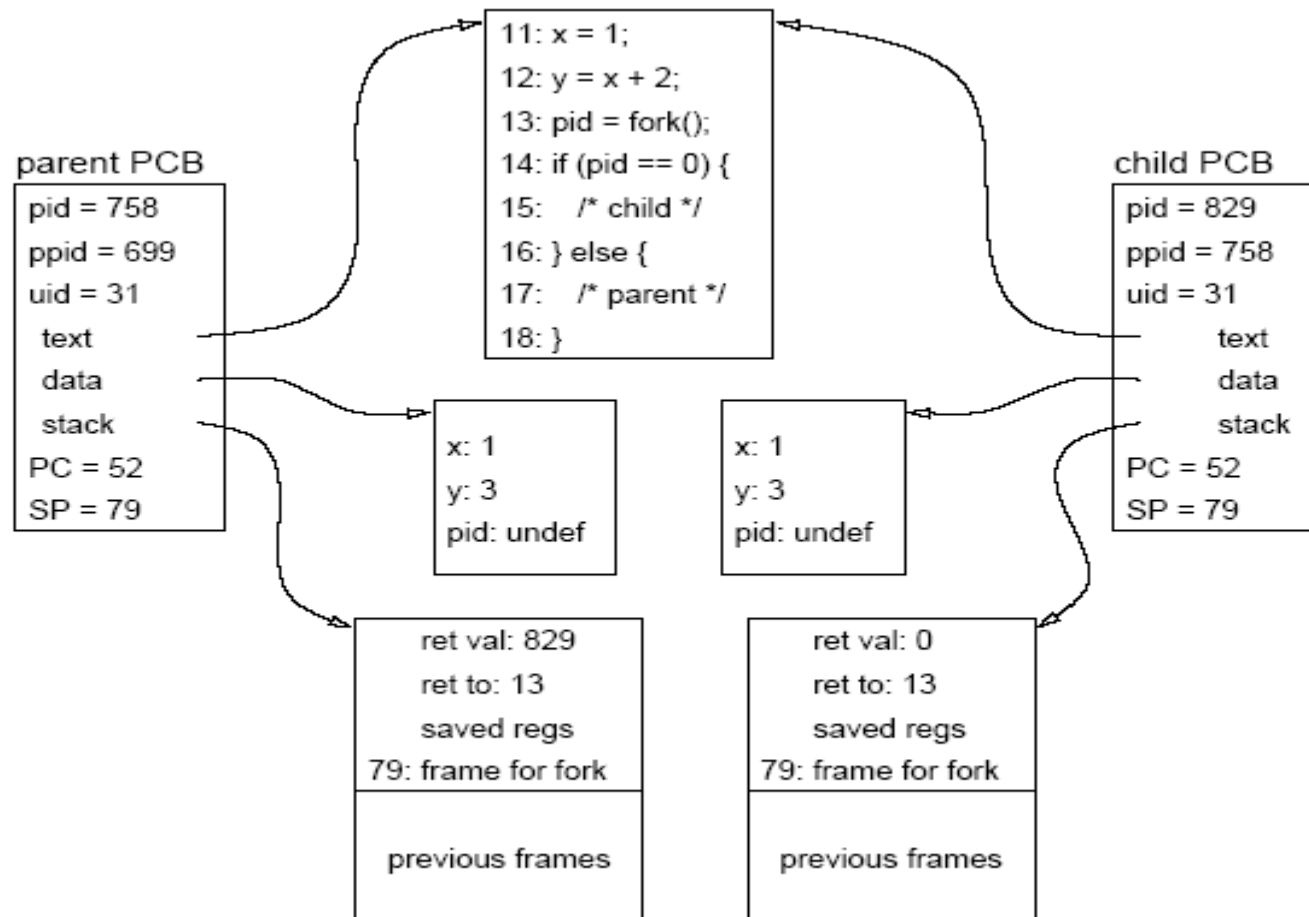 11: x = 1;
12: y = x + 2;
13: pid = fork();
14: if (pid == 0) {
15: /* child */
16: } else {
17: /* parent */
18: }
parent PCB
pid = 758
ppid = 699
uid = 31
text
data
stack
PC = 52
SP = 79
child PCB
pid = 829
ppid = 758
uid = 31
text
data
stack
PC = 52
SP = 79
x: 1
y: 3
pid: undef
x: 1
y: 3
pid: undef
ret val: 829
ret to: 13
saved regs
79: frame for fork
previous frames
ret val: 0
ret to: 13
saved regs
79: frame for fork
previous frames